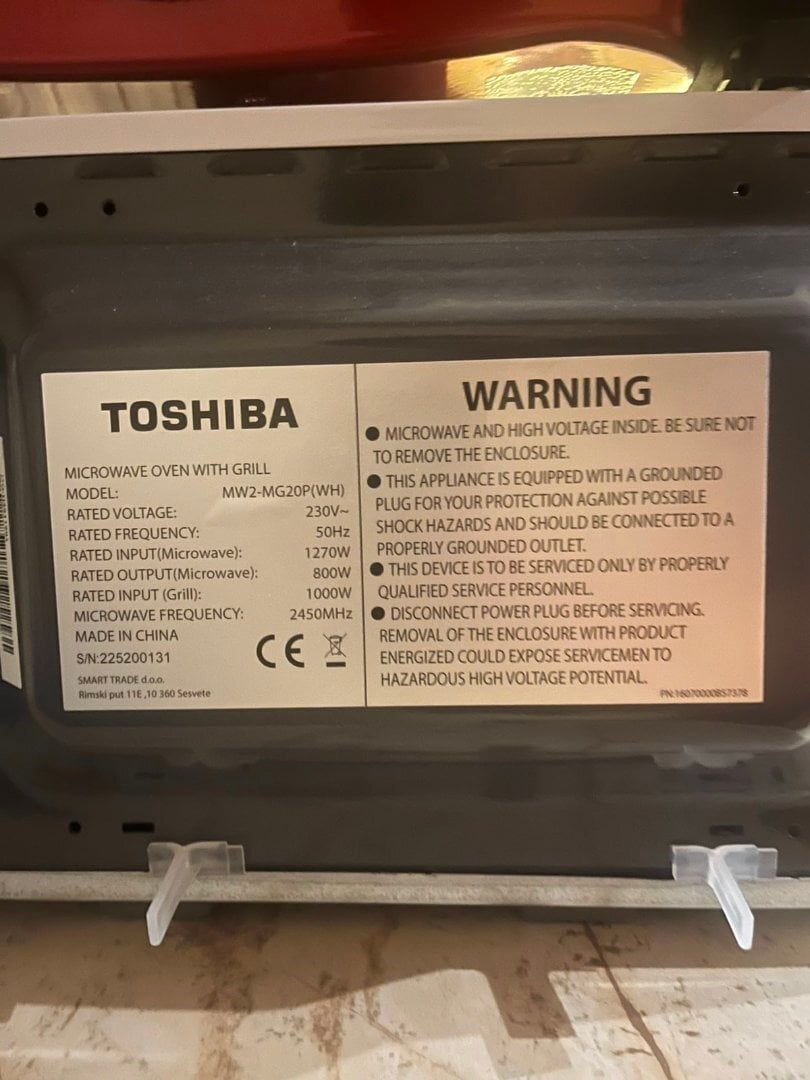 TOSHIBA
MICROWAVE OVEN WITH GRILL
MODEL: MW2-MG20P(WH)
RATED VOLTAGE: 230V~
RATED FREQUENCY: 50Hz
RATED INPUT(Microwave): 1270W
RATED OUTPUT(Microwave): 800W
RATED INPUT (Grill): 1000W
MICROWAVE FREQUENCY: 2450MHz
MADE IN CHINA
S/N:225200131
CE
SMART TRADE d.o.o.
Rimski put 11E ,10 360 Sesvete
WARNING
● MICROWAVE AND HIGH VOLTAGE INSIDE. BE SURE NOT
TO REMOVE THE ENCLOSURE.
● THIS APPLIANCE IS EQUIPPED WITH A GROUNDED
PLUG FOR YOUR PROTECTION AGAINST POSSIBLE
SHOCK HAZARDS AND SHOULD BE CONNECTED TO A
PROPERLY GROUNDED OUTLET.
● THIS DEVICE IS TO BE SERVICED ONLY BY PROPERLY
QUALIFIED SERVICE PERSONNEL.
● DISCONNECT POWER PLUG BEFORE SERVICING.
REMOVAL OF THE ENCLOSURE WITH PRODUCT
ENERGIZED COULD EXPOSE SERVICEMEN TO
HAZARDOUS HIGH VOLTAGE POTENTIAL.